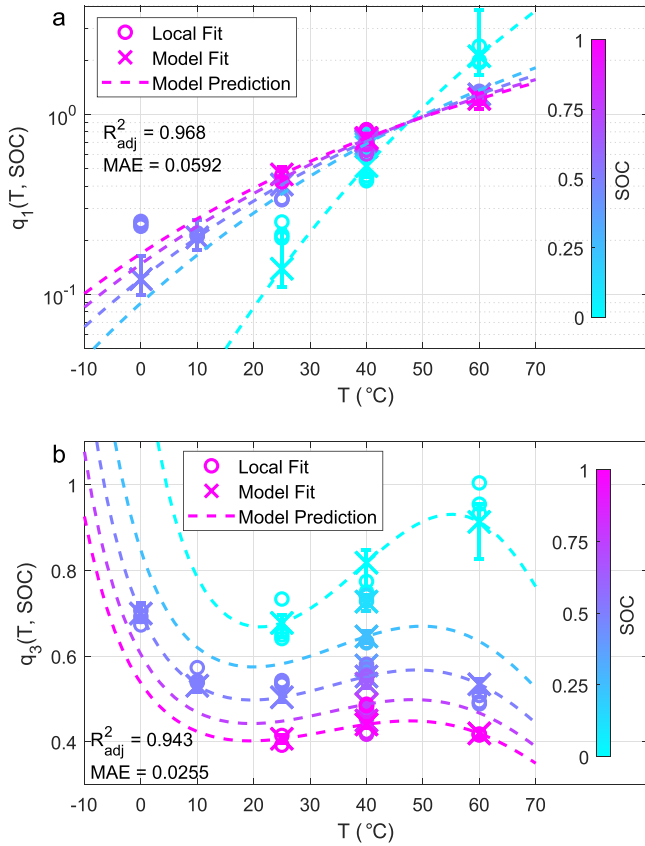 a
Local Fit
Model Fit
Model Prediction
R²adj = 0.968
MAE = 0.0592
10⁰
10⁻¹
q₁(T, SOC)
-10 0 10 20 30 40 50 60 70
T (°C)
1
0.75
0.5
0.25
0
SOC
b
Local Fit
Model Fit
Model Prediction
1
0.8
0.6
0.4
q₃(T, SOC)
R²adj = 0.943
MAE = 0.0255
-10 0 10 20 30 40 50 60 70
T (°C)
1
0.75
0.5
0.25
0
SOC